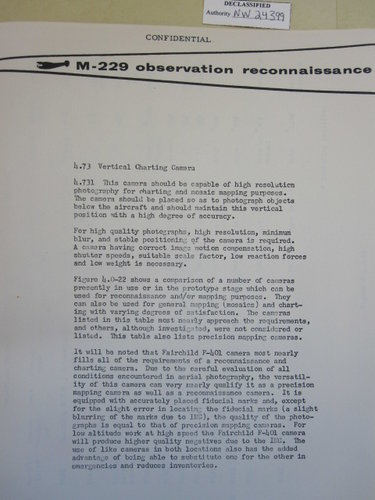 DECLASSIFIED
Authority NW 24399
CONFIDENTIAL
M-229 observation reconnaissance
4.73 Vertical Charting Camera
4.731 This camera should be capable of high resolution
photography for charting and mosaic mapping purposes.
The camera should be placed so as to photograph objects
below the aircraft and should maintain this vertical
position with a high degree of accuracy.
For high quality photographs, high resolution, minimum
blur, and stable positioning of the camera is required.
A camera having correct image motion compensation, high
shutter speeds, suitable scale factor, low reaction forces
and low weight is necessary.
Figure 4.0-22 shows a comparison of a number of cameras
presently in use or in the prototype stage which can be
used for reconnaissance and/or mapping purposes. They
can also be used for general mapping (mosaics) and chart-
ing with varying degrees of satisfaction. The cameras
listed in this table most nearly approach the requirements,
and others, although investigated, were not considered or
listed. This table also lists precision mapping cameras.
It will be noted that Fairchild F-401 camera most nearly
fills all of the requirements of a reconnaissance and
charting camera. Due to the careful evaluation of all
conditions encountered in aerial photography, the versatil-
ity of this camera can very nearly qualify it as a precision
mapping camera as well as a reconnaissance camera. It is
equipped with accurately placed fiducial marks and, except
for the slight error in locating the fiducial marks (a slight
blurring of the marks due to IMC), the quality of the photo-
graphs is equal to that of precision mapping cameras. For
low altitude work at high speed the Fairchild F-401 camera
will produce higher quality negatives due to the IMC. The
use of like cameras in both locations also has the added
advantage of being able to substitute one for the other in
emergencies and reduces inventories.